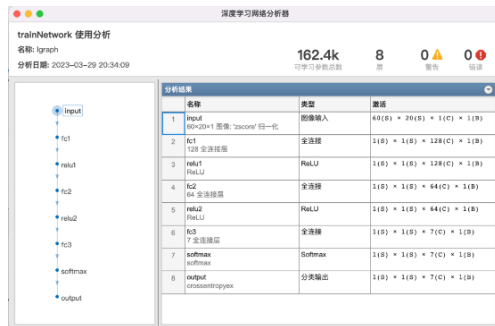 深度学习网络分析器
trainNetwork 使用分析
名称: lgraph
分析日期: 2023-03-29 20:34:09
162.4k
可学习参数总数
8
层
0
警告
0
错误
input
fc1
relu1
fc2
relu2
fc3
softmax
output
分析结果
名称 类型 激活
1 input 图像输入 60(S) × 20(S) × 1(C) × 1(B)
60×20×1 图像: 'zscore' 归一化
2 fc1 全连接 1(S) × 1(S) × 128(C) × 1(B)
128 全连接层
3 relu1 ReLU 1(S) × 1(S) × 128(C) × 1(B)
ReLU
4 fc2 全连接 1(S) × 1(S) × 64(C) × 1(B)
64 全连接层
5 relu2 ReLU 1(S) × 1(S) × 64(C) × 1(B)
ReLU
6 fc3 全连接 1(S) × 1(S) × 7(C) × 1(B)
7 全连接层
7 softmax Softmax 1(S) × 1(S) × 7(C) × 1(B)
softmax
8 output 分类输出 1(S) × 1(S) × 7(C) × 1(B)
crossentropyex